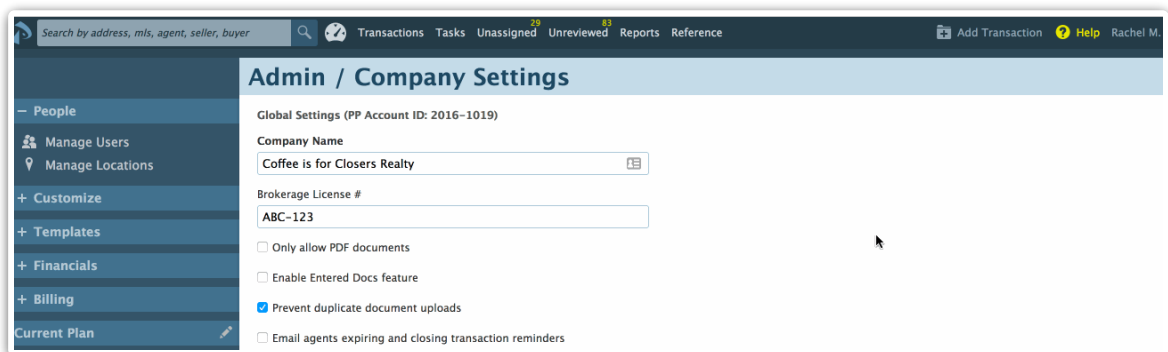 Search by address, mls, agent, seller, buyer
Transactions Tasks Unassigned 29 Unreviewed 83 Reports Reference
Add Transaction ? Help Rachel M.
Admin / Company Settings
− People
Manage Users
Manage Locations
+ Customize
+ Templates
+ Financials
+ Billing
Current Plan
Global Settings (PP Account ID: 2016-1019)
Company Name
Coffee is for Closers Realty
Brokerage License #
ABC-123
Only allow PDF documents
Enable Entered Docs feature
Prevent duplicate document uploads
Email agents expiring and closing transaction reminders